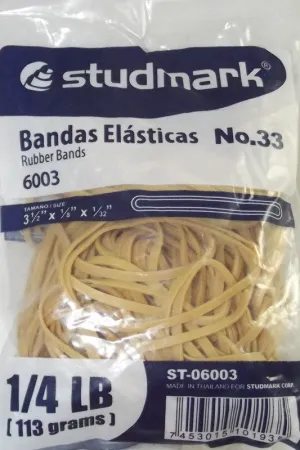 studmark®
Bandas Elásticas No.33
Rubber Bands
6003
TAMAÑO / SIZE:
3 ½" x ⅛" x 1/32"
ST-06003
MADE IN THAILAND FOR STUDMARK CORP.
1/4 LB
[ 113 grams ]